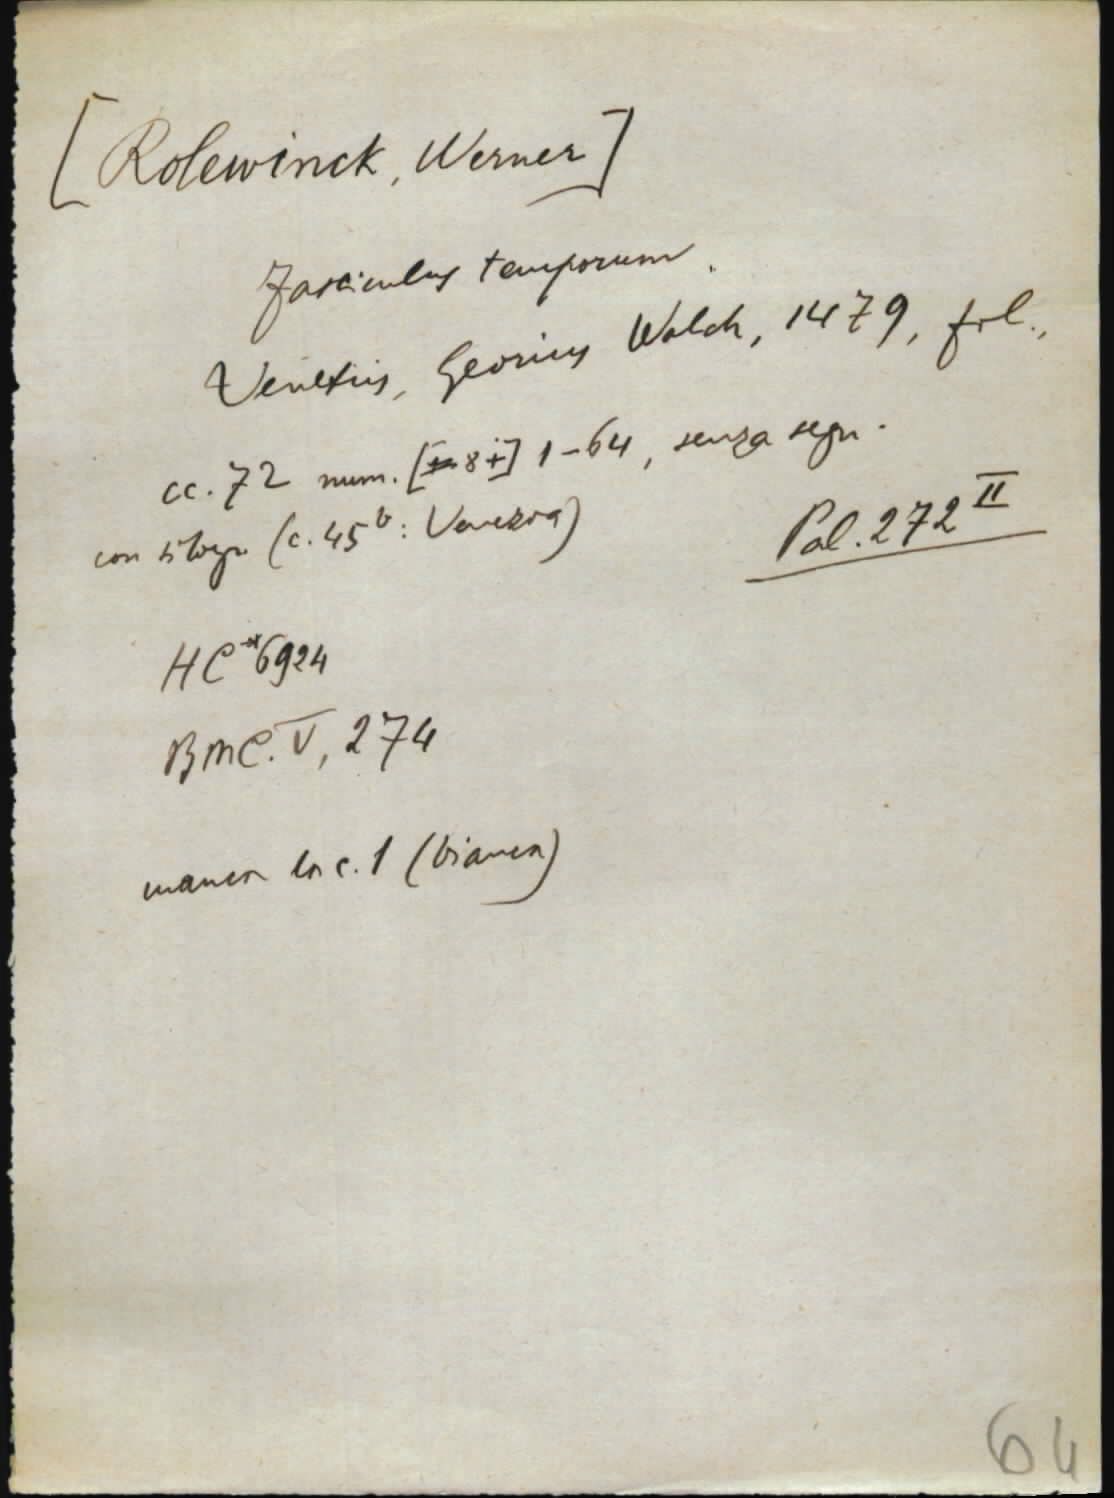 [Rolewinck, Werner]
Fasciculus temporum.
Venetiis, Georius Walch, 1479, fol.,
cc. 72 num. [8+] 1-64, senza segn.
con silogr. (c. 45b: Venezia)
Pal. 272 II
HC*6924
BMC. V, 274
manca la c. 1 (bianca)
64